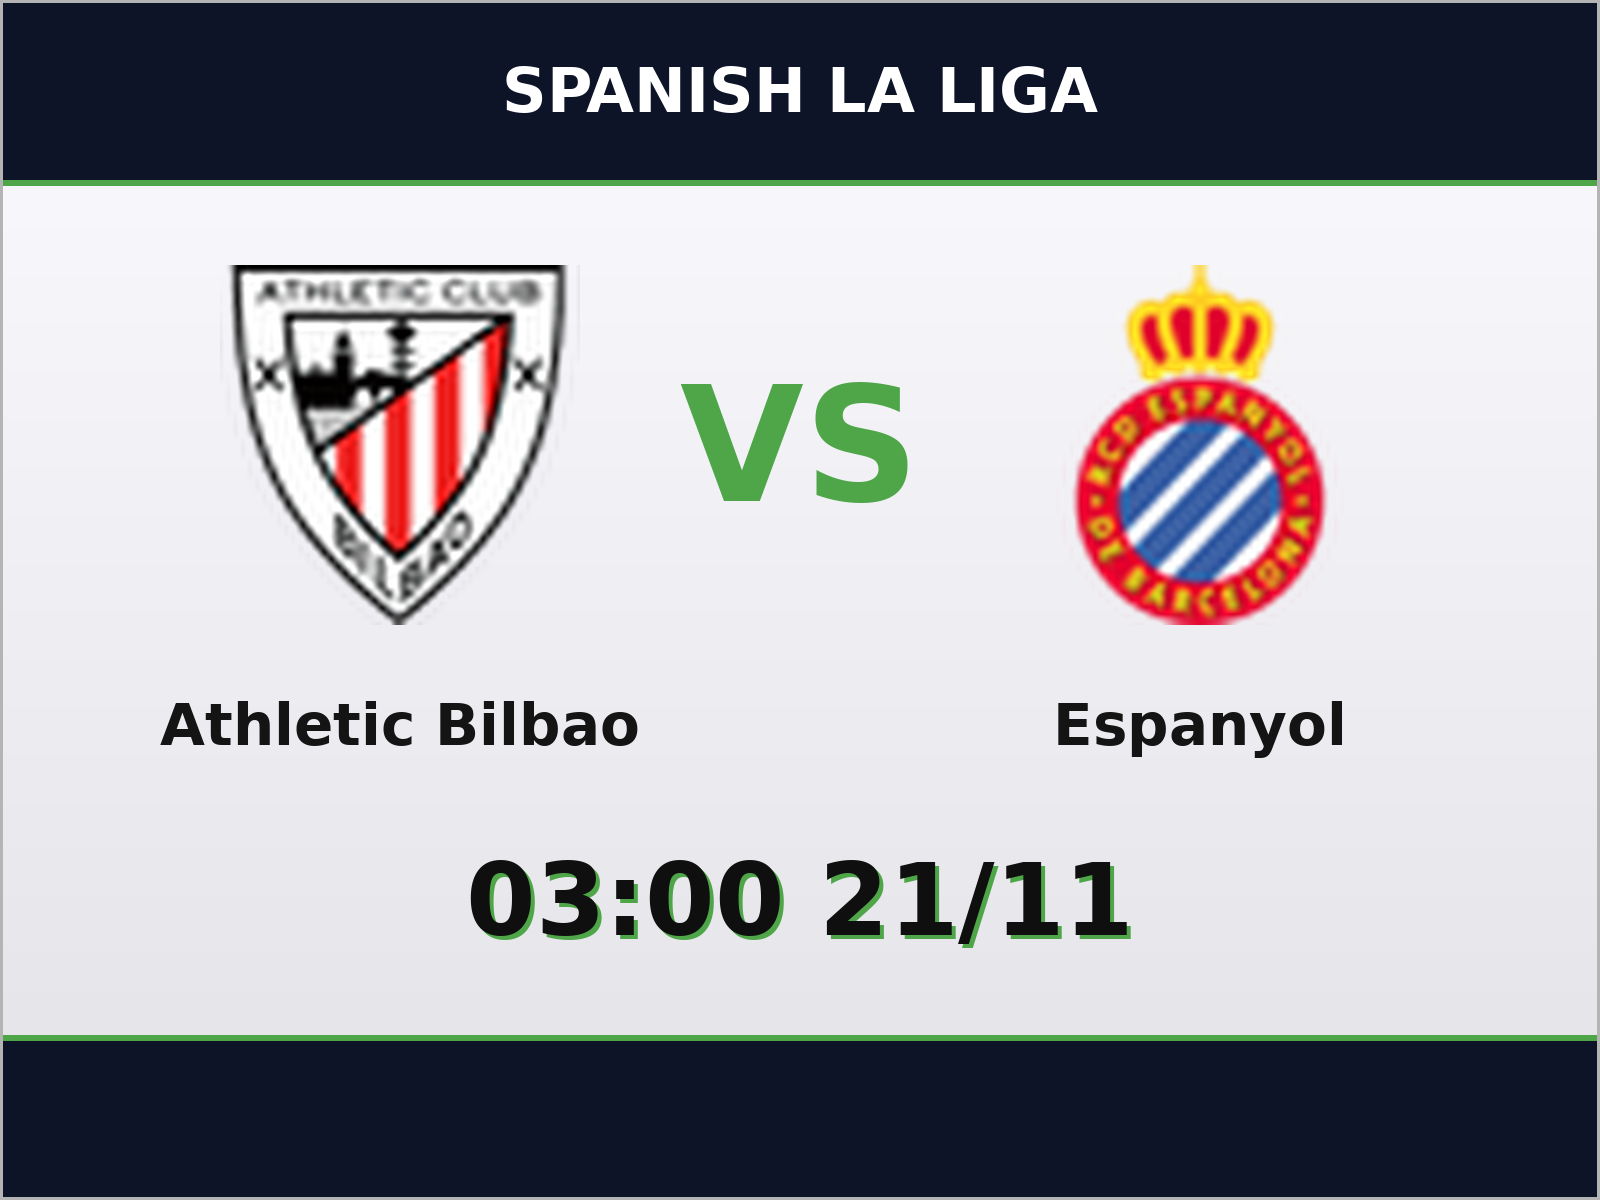 SPANISH LA LIGA
ATHLETIC CLUB
BILBAO
VS
RCD ESPANYOL
DE BARCELONA
Athletic Bilbao
Espanyol
03:00 21/11